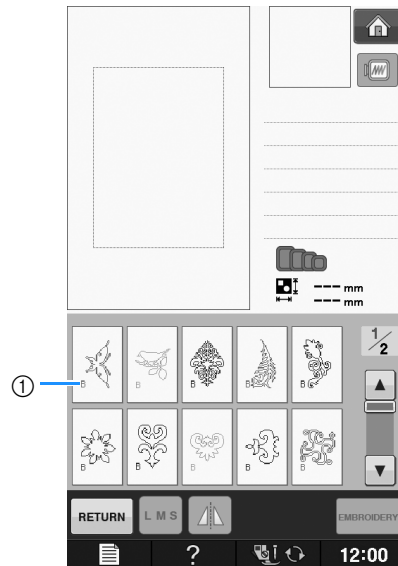 --- mm
--- mm
1/2
① B B B B B
B B B B B
RETURN L M S EMBROIDERY
? 12:00